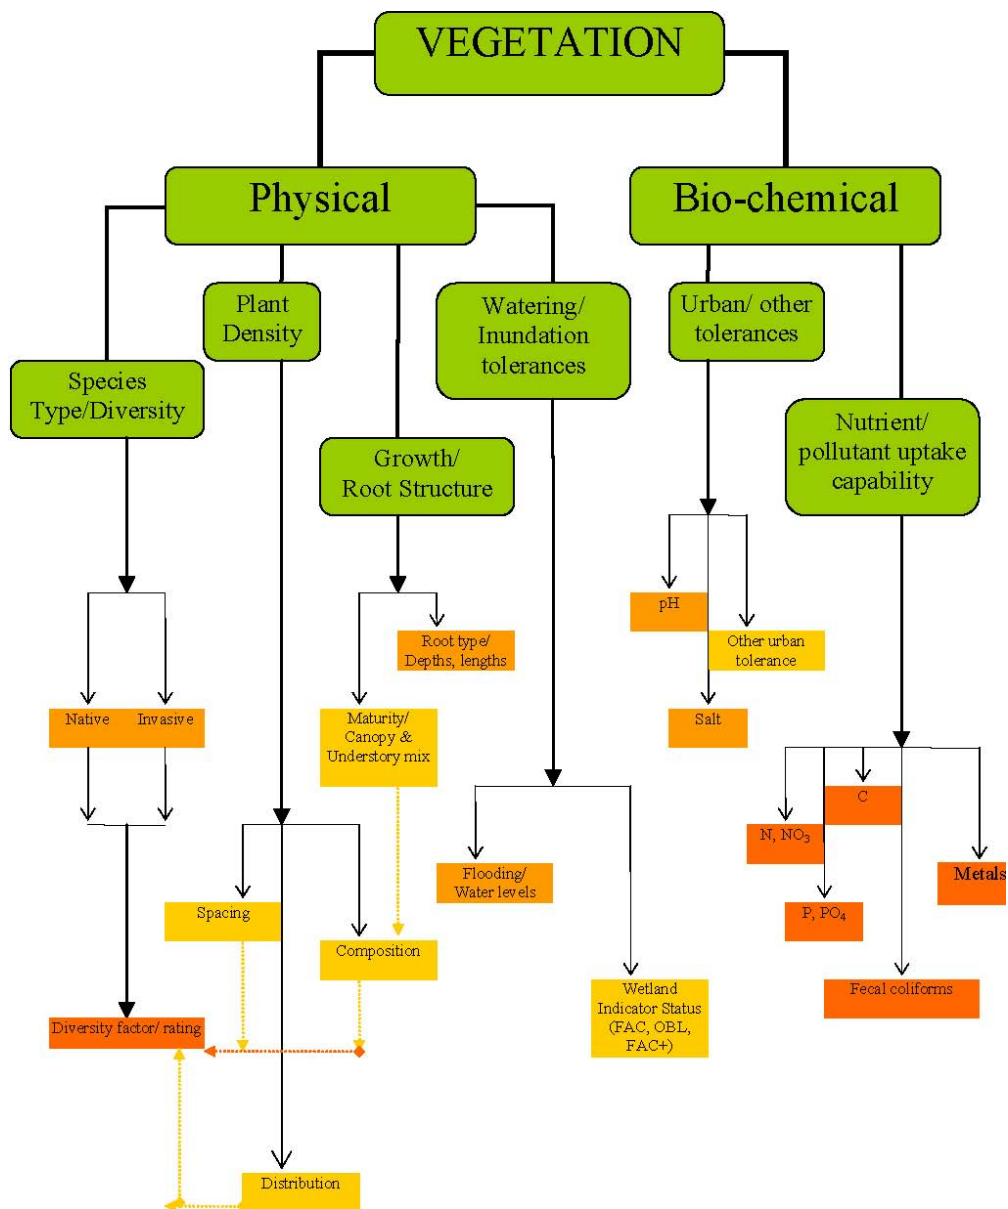 VEGETATION
Physical
Bio-chemical
Plant
Density
Watering/
Inundation
tolerances
Urban/ other
tolerances
Species
Type/Diversity
Nutrient/
pollutant uptake
capability
Growth/
Root Structure
pH
Root type/
Depths, lengths
Other urban
tolerance
Native
Invasive
Maturity/
Canopy &
Understory mix
Salt
C
N, NO3
Flooding/
Water levels
Metals
Spacing
P, PO4
Composition
Wetland
Indicator Status
(FAC, OBL,
FAC+)
Fecal coliforms
Diversity factor/ rating
Distribution